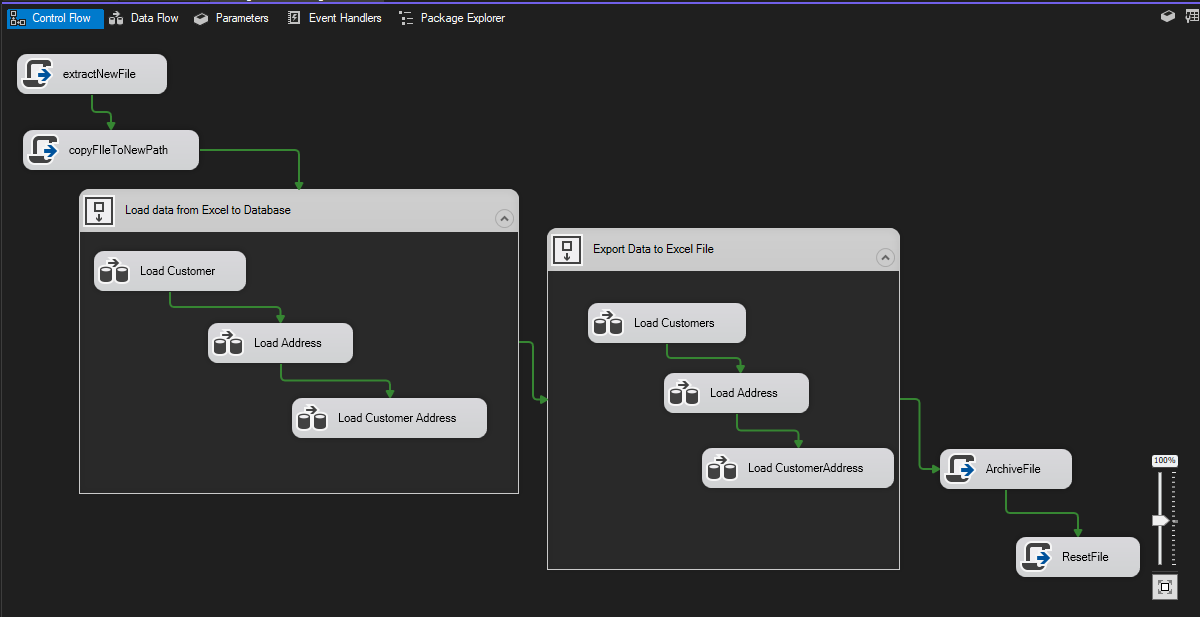 Control Flow
Data Flow
Parameters
Event Handlers
Package Explorer
extractNewFile
copyFIleToNewPath
Load data from Excel to Database
Load Customer
Load Address
Load Customer Address
Export Data to Excel File
Load Customers
Load Address
Load CustomerAddress
ArchiveFile
ResetFile
100%